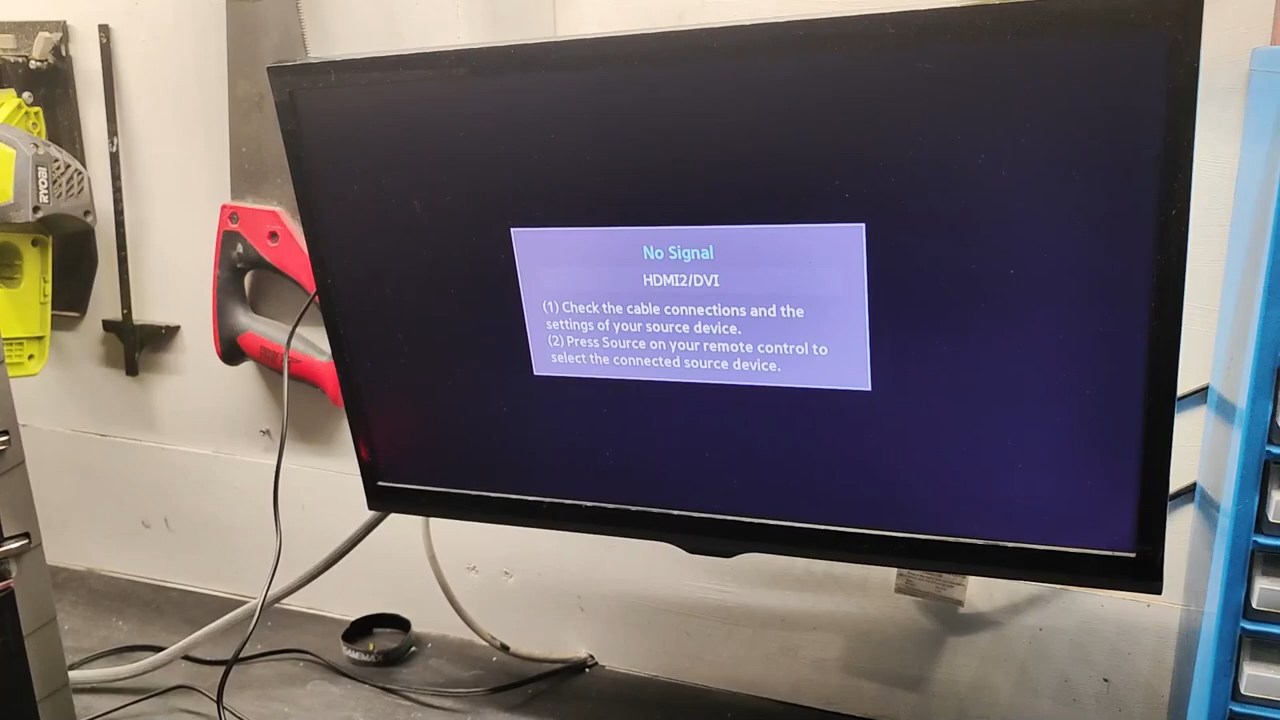 RYOBI
No Signal
HDMI2/DVI
(1) Check the cable connections and the
settings of your source device.
(2) Press Source on your remote control to
select the connected source device.